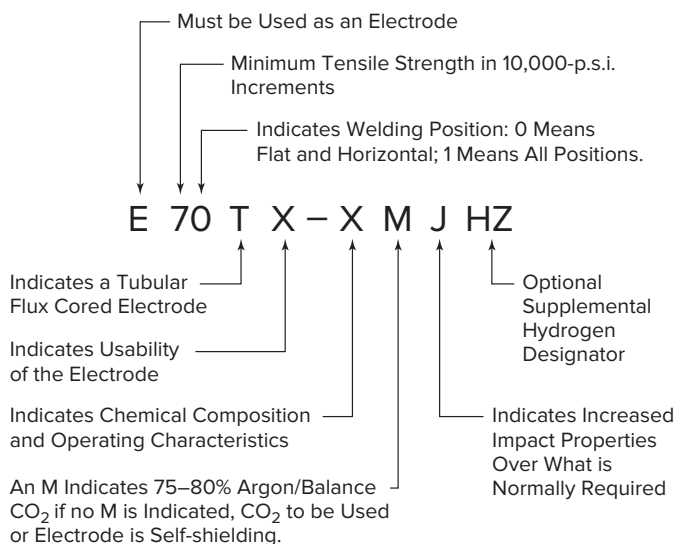 Must be Used as an Electrode
Minimum Tensile Strength in 10,000-p.s.i.
Increments
Indicates Welding Position: 0 Means
Flat and Horizontal; 1 Means All Positions.
E 70 T X – X M J HZ
Indicates a Tubular
Flux Cored Electrode
Indicates Usability
of the Electrode
Indicates Chemical Composition
and Operating Characteristics
An M Indicates 75–80% Argon/Balance
CO₂ if no M is Indicated, CO₂ to be Used
or Electrode is Self-shielding.
Optional
Supplemental
Hydrogen
Designator
Indicates Increased
Impact Properties
Over What is
Normally Required